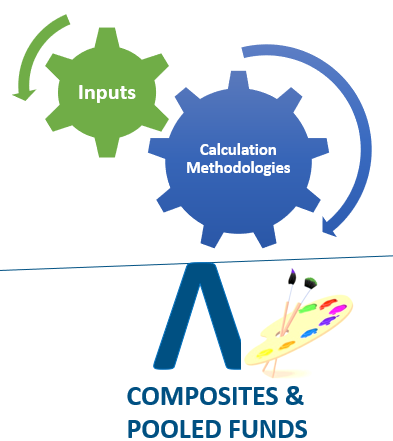 Inputs
Calculation
Methodologies
COMPOSITES &
POOLED FUNDS